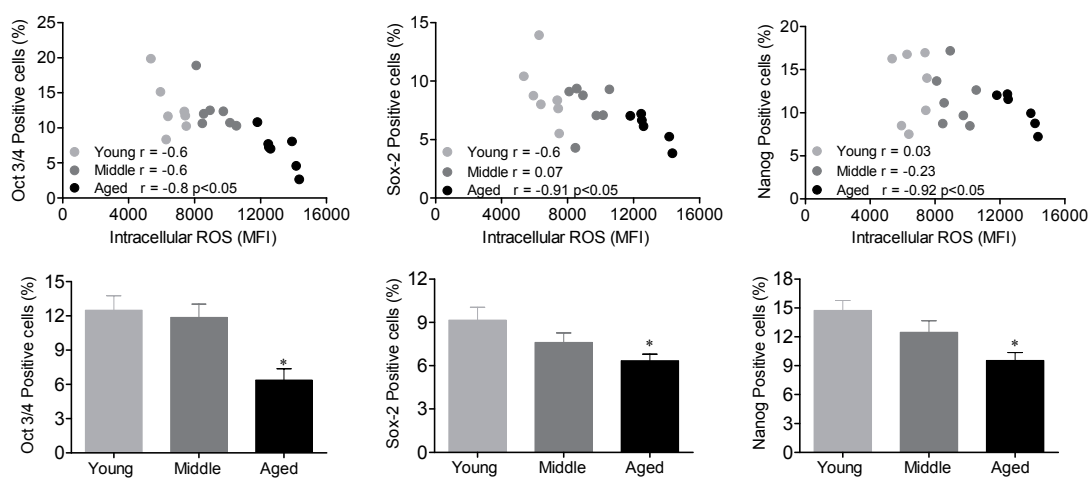 Oct 3/4 Positive cells (%)
25
20
15
10
5
0
Young r = -0.6
Middle r = -0.6
Aged r = -0.8 p<0.05
0 4000 8000 12000 16000
Intracellular ROS (MFI)
Sox-2 Positive cells (%)
15
10
5
0
Young r = -0.6
Middle r = 0.07
Aged r = -0.91 p<0.05
0 4000 8000 12000 16000
Intracellular ROS (MFI)
Nanog Positive cells (%)
20
15
10
5
0
Young r = 0.03
Middle r = -0.23
Aged r = -0.92 p<0.05
0 4000 8000 12000 16000
Intracellular ROS (MFI)
Oct 3/4 Positive cells (%)
15
12
9
6
3
0
*
Young Middle Aged
Sox-2 Positive cells (%)
12
9
6
3
0
*
Young Middle Aged
Nanog Positive cells (%)
18
15
12
9
6
3
0
*
Young Middle Aged